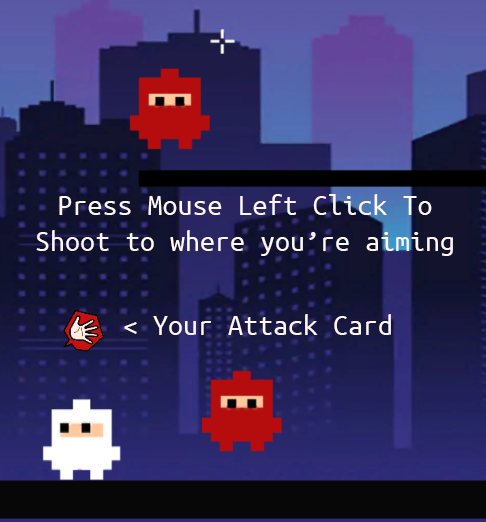 Press Mouse Left Click To
Shoot to where you’re aiming
< Your Attack Card